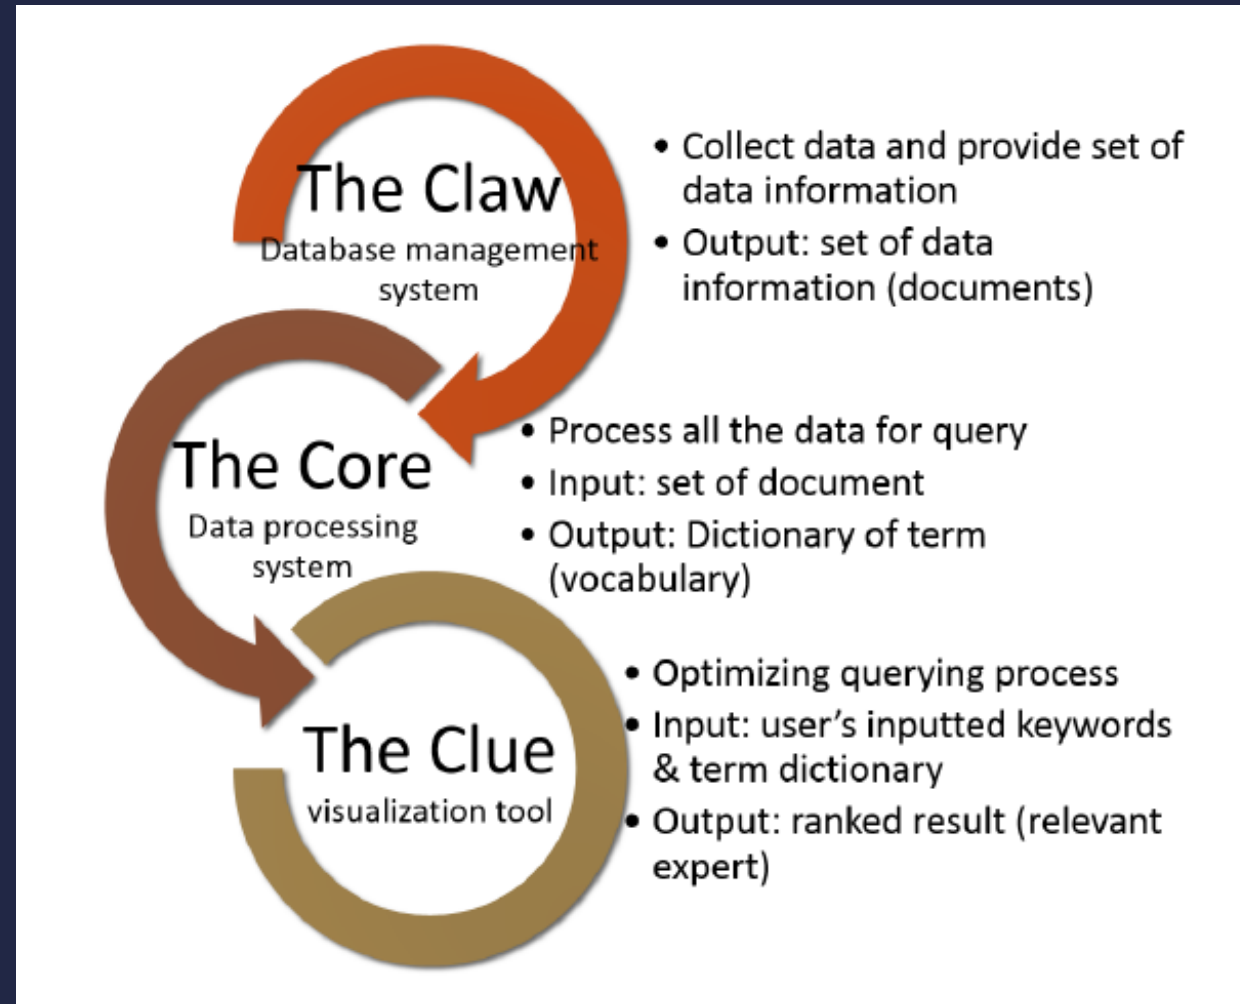 The Claw
Database management
system
• Collect data and provide set of
data information
• Output: set of data
information (documents)
The Core
Data processing
system
• Process all the data for query
• Input: set of document
• Output: Dictionary of term
(vocabulary)
The Clue
visualization tool
• Optimizing querying process
• Input: user’s inputted keywords
& term dictionary
• Output: ranked result (relevant
expert)